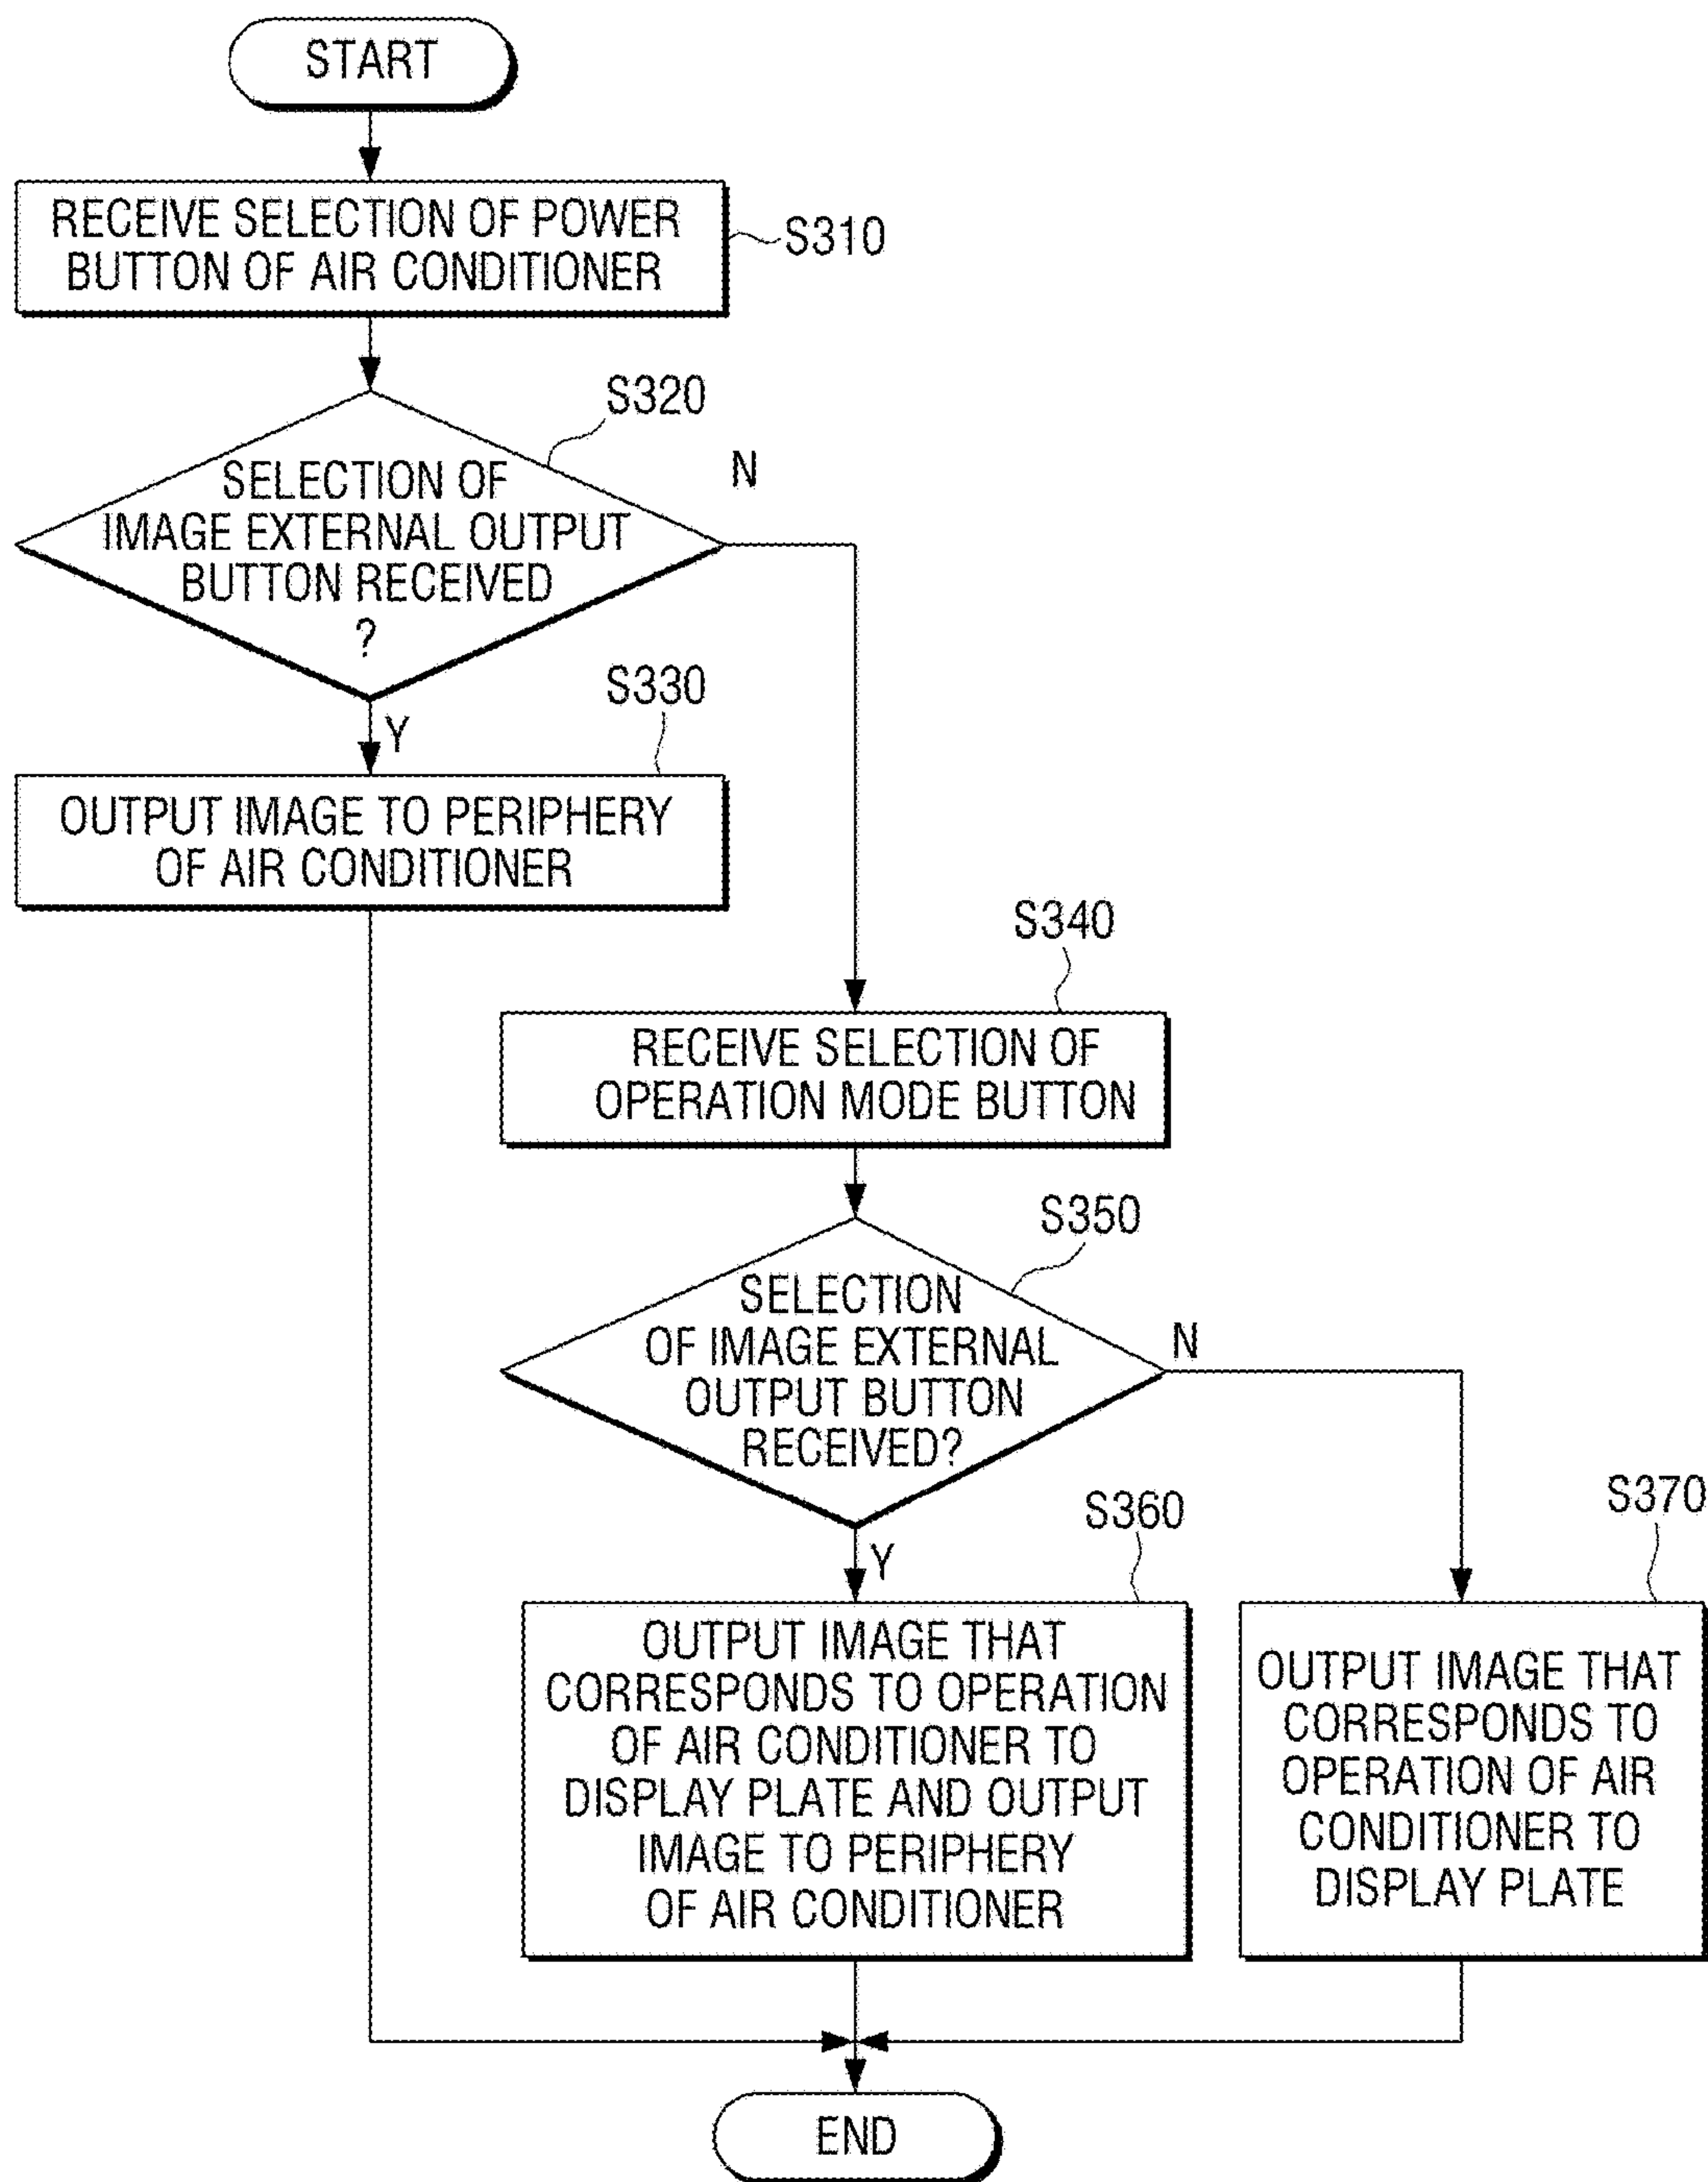 START
RECEIVE SELECTION OF POWER
BUTTON OF AIR CONDITIONER
S310
S320
SELECTION OF
IMAGE EXTERNAL OUTPUT
BUTTON RECEIVED
?
N
Y
S330
OUTPUT IMAGE TO PERIPHERY
OF AIR CONDITIONER
S340
RECEIVE SELECTION OF
OPERATION MODE BUTTON
S350
SELECTION
OF IMAGE EXTERNAL
OUTPUT BUTTON
RECEIVED?
N
Y
S360
OUTPUT IMAGE THAT
CORRESPONDS TO OPERATION
OF AIR CONDITIONER TO
DISPLAY PLATE AND OUTPUT
IMAGE TO PERIPHERY
OF AIR CONDITIONER
S370
OUTPUT IMAGE THAT
CORRESPONDS TO
OPERATION OF AIR
CONDITIONER TO
DISPLAY PLATE
END